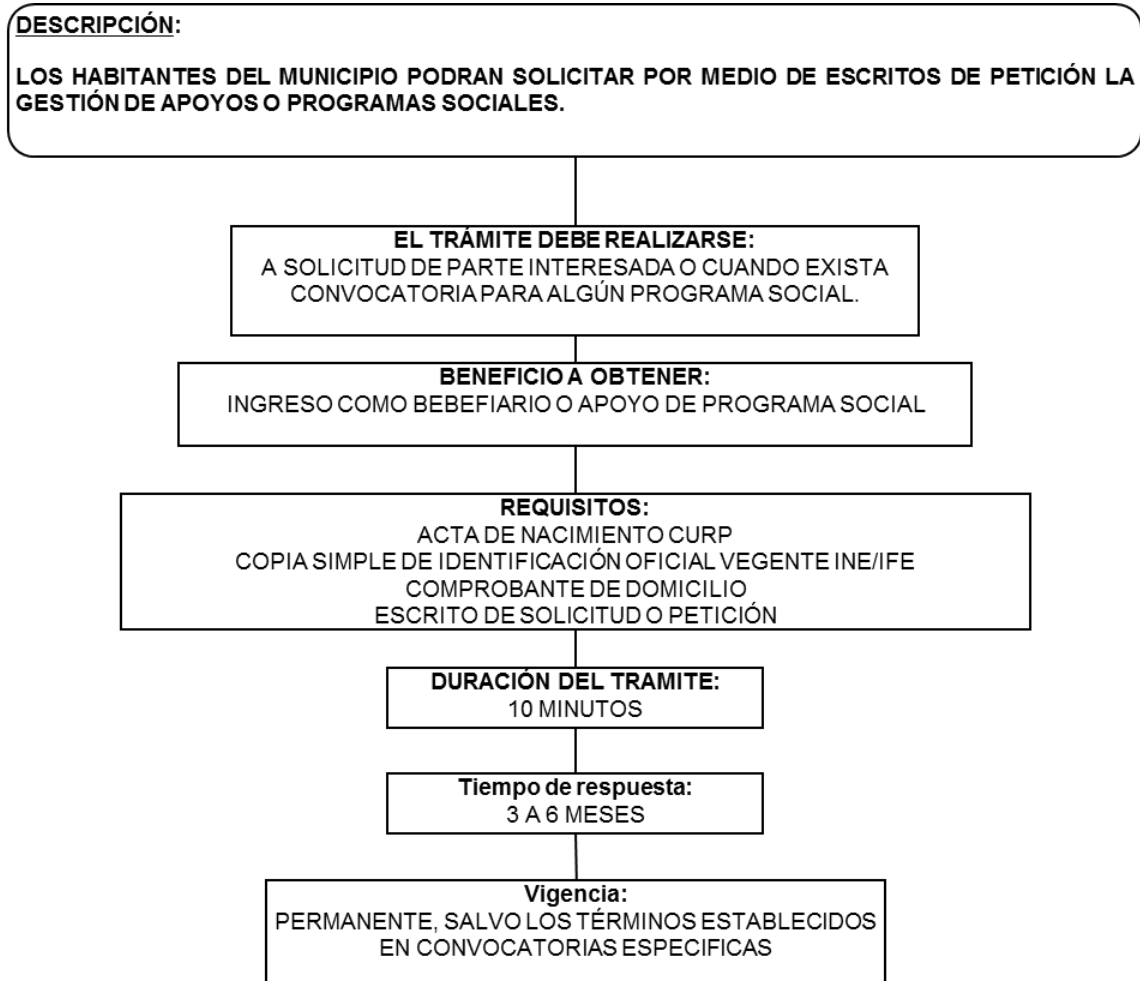 DESCRIPCIÓN:
LOS HABITANTES DEL MUNICIPIO PODRAN SOLICITAR POR MEDIO DE ESCRITOS DE PETICIÓN LA
GESTIÓN DE APOYOS O PROGRAMAS SOCIALES.
EL TRÁMITE DEBE REALIZARSE:
A SOLICITUD DE PARTE INTERESADA O CUANDO EXISTA
CONVOCATORIA PARA ALGÚN PROGRAMA SOCIAL.
BENEFICIO A OBTENER:
INGRESO COMO BEBEFIARIO O APOYO DE PROGRAMA SOCIAL
REQUISITOS:
ACTA DE NACIMIENTO CURP
COPIA SIMPLE DE IDENTIFICACIÓN OFICIAL VEGENTE INE/IFE
COMPROBANTE DE DOMICILIO
ESCRITO DE SOLICITUD O PETICIÓN
DURACIÓN DEL TRAMITE:
10 MINUTOS
Tiempo de respuesta:
3 A 6 MESES
Vigencia:
PERMANENTE, SALVO LOS TÉRMINOS ESTABLECIDOS
EN CONVOCATORIAS ESPECIFICAS